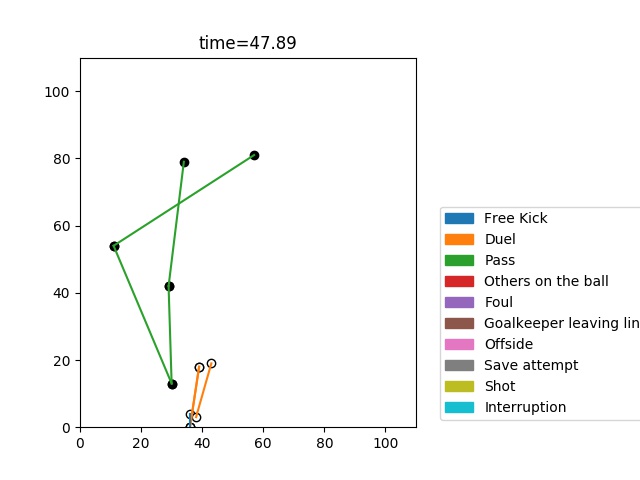 time=47.89
100
80
60
40
20
0
0 20 40 60 80 100
Free Kick
Duel
Pass
Others on the ball
Foul
Goalkeeper leaving lin
Offside
Save attempt
Shot
Interruption